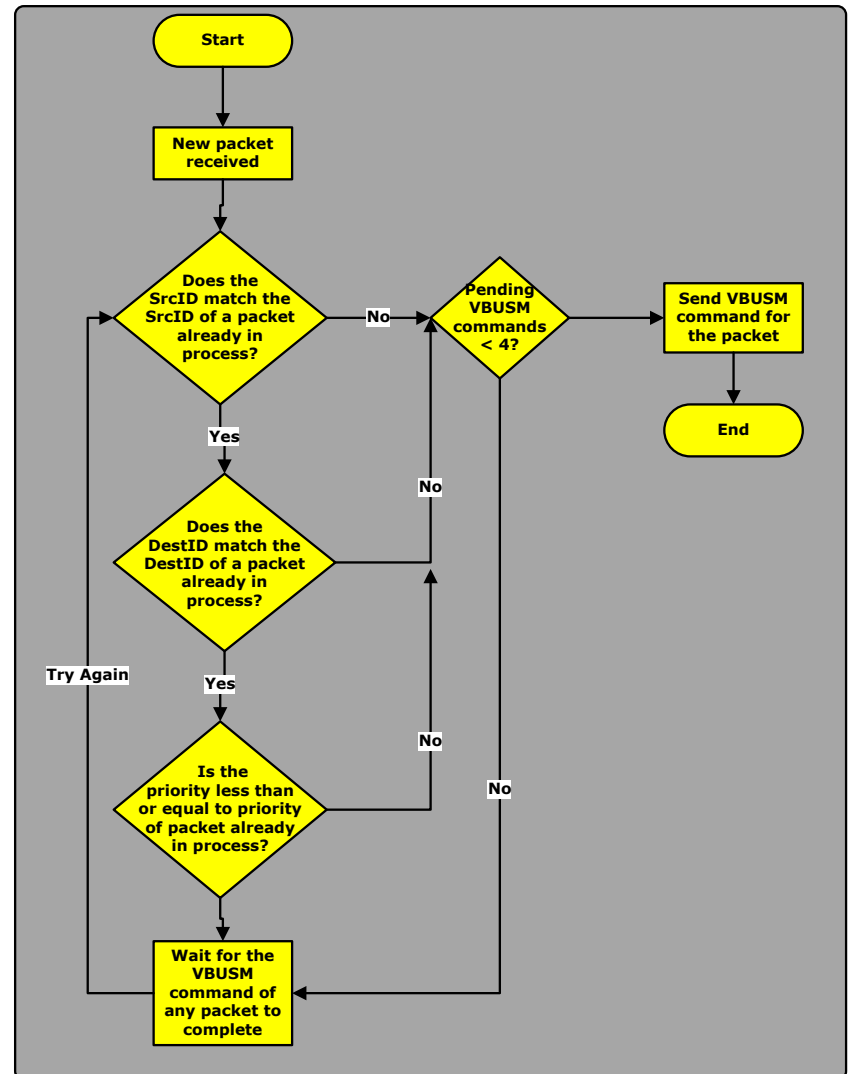 Start
New packet
received
Does the
SrcID match the
SrcID of a packet
already in
process?
No
Pending
VBUSM
commands
< 4?
Send VBUSM
command for
the packet
End
Yes
Does the
DestID match the
DestID of a packet
already in
process?
No
Yes
Try Again
Is the
priority less than
or equal to priority
of packet already
in process?
No
No
Wait for the
VBUSM
command of
any packet to
complete